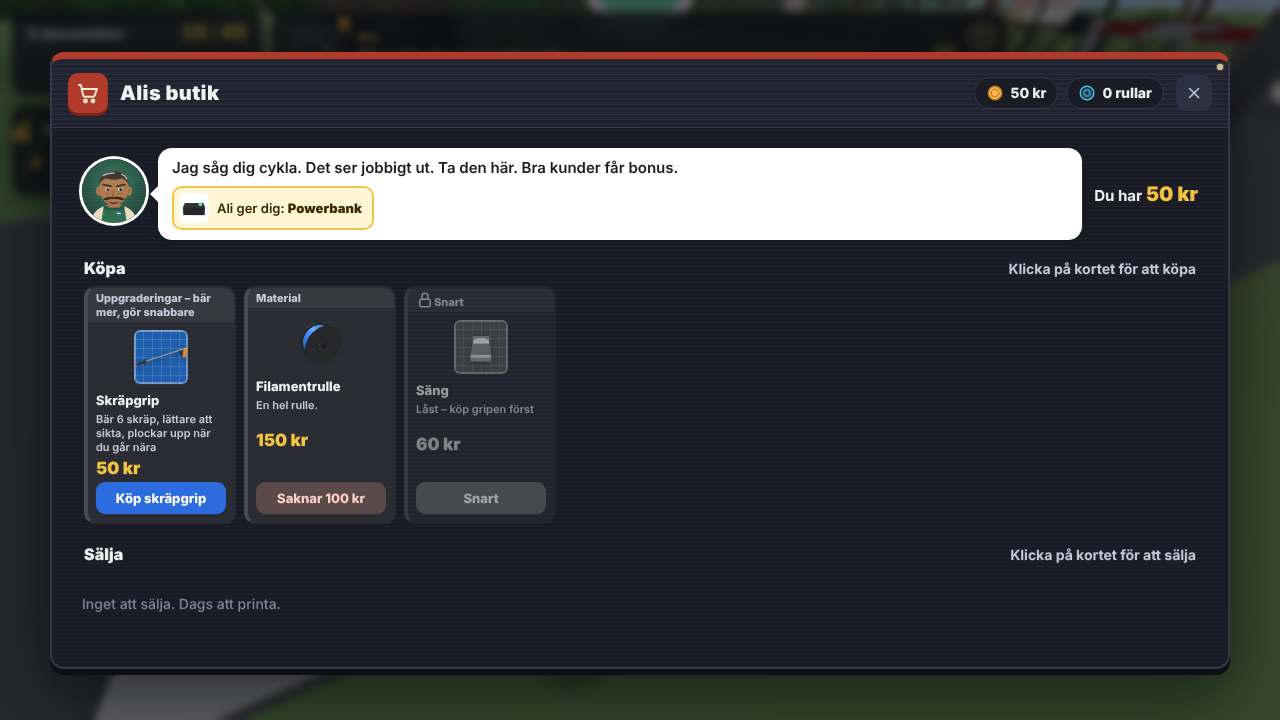 Alis butik
50 kr
0 rullar
Jag såg dig cykla. Det ser jobbigt ut. Ta den här. Bra kunder får bonus.
Ali ger dig: Powerbank
Du har 50 kr
Köpa
Klicka på kortet för att köpa
Uppgraderingar – bär
mer, gör snabbare
Skräpgrip
Bär 6 skräp, lättare att
sikta, plockar upp när
du går nära
50 kr
Köp skräpgrip
Material
Filamentrulle
En hel rulle.
150 kr
Saknar 100 kr
Snart
Säng
Låst – köp gripen först
60 kr
Snart
Sälja
Klicka på kortet för att sälja
Inget att sälja. Dags att printa.